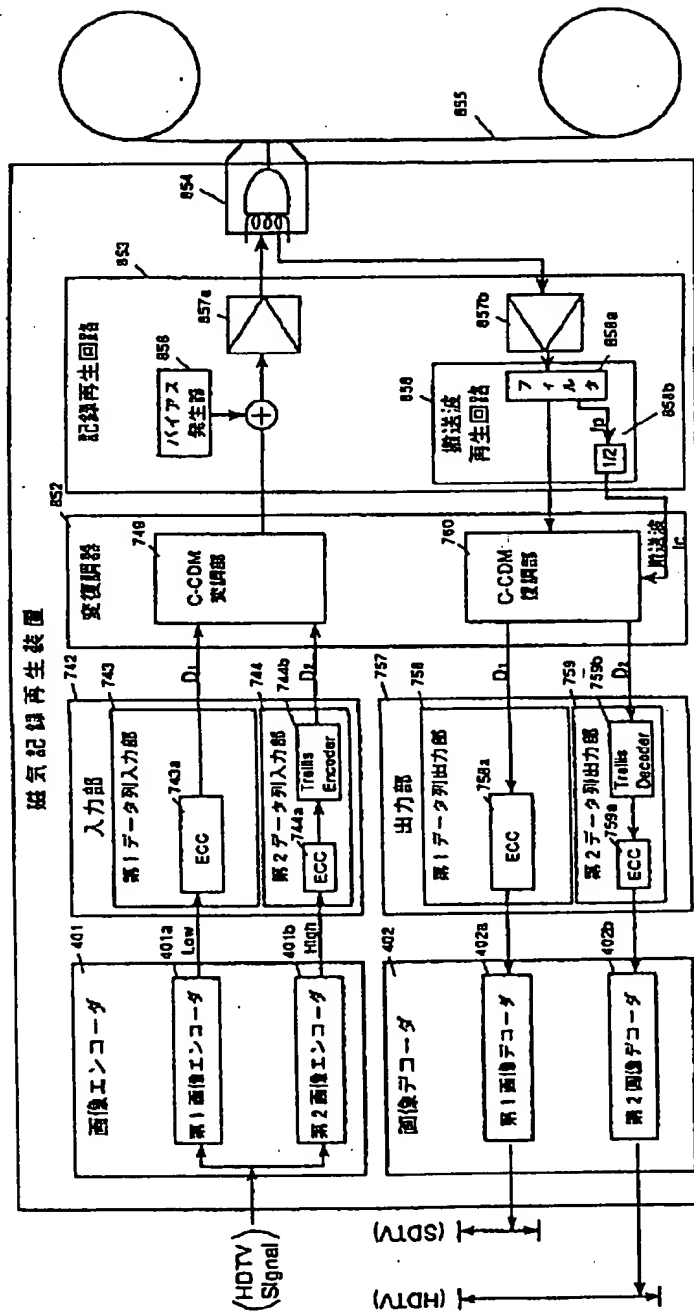 磁気記録再生装置
(HDTV Signal)
401
画像エンコーダ
401a
第1画像エンコーダ
Low
401b
第2画像エンコーダ
High
742
入力部
743
第1データ列入力部
743a
ECC
D1
744
第2データ列入力部
744a
ECC
744b
Trellis
Encoder
D2
852
変復調器
749
C-CDM
変調部
853
記録再生回路
856
バイアス
発生器
857a
854
855
857b
858
搬送波
再生回路
フィルタ
858a
858b
1/2
搬送波
760
C-CDM
復調部
757
出力部
758
第1データ列出力部
758a
ECC
D1
759
第2データ列出力部
759a
ECC
759b
Trellis
Decoder
D2
402
画像デコーダ
402a
第1画像デコーダ
402b
第2画像デコーダ
(SDTV)
(HDTV)